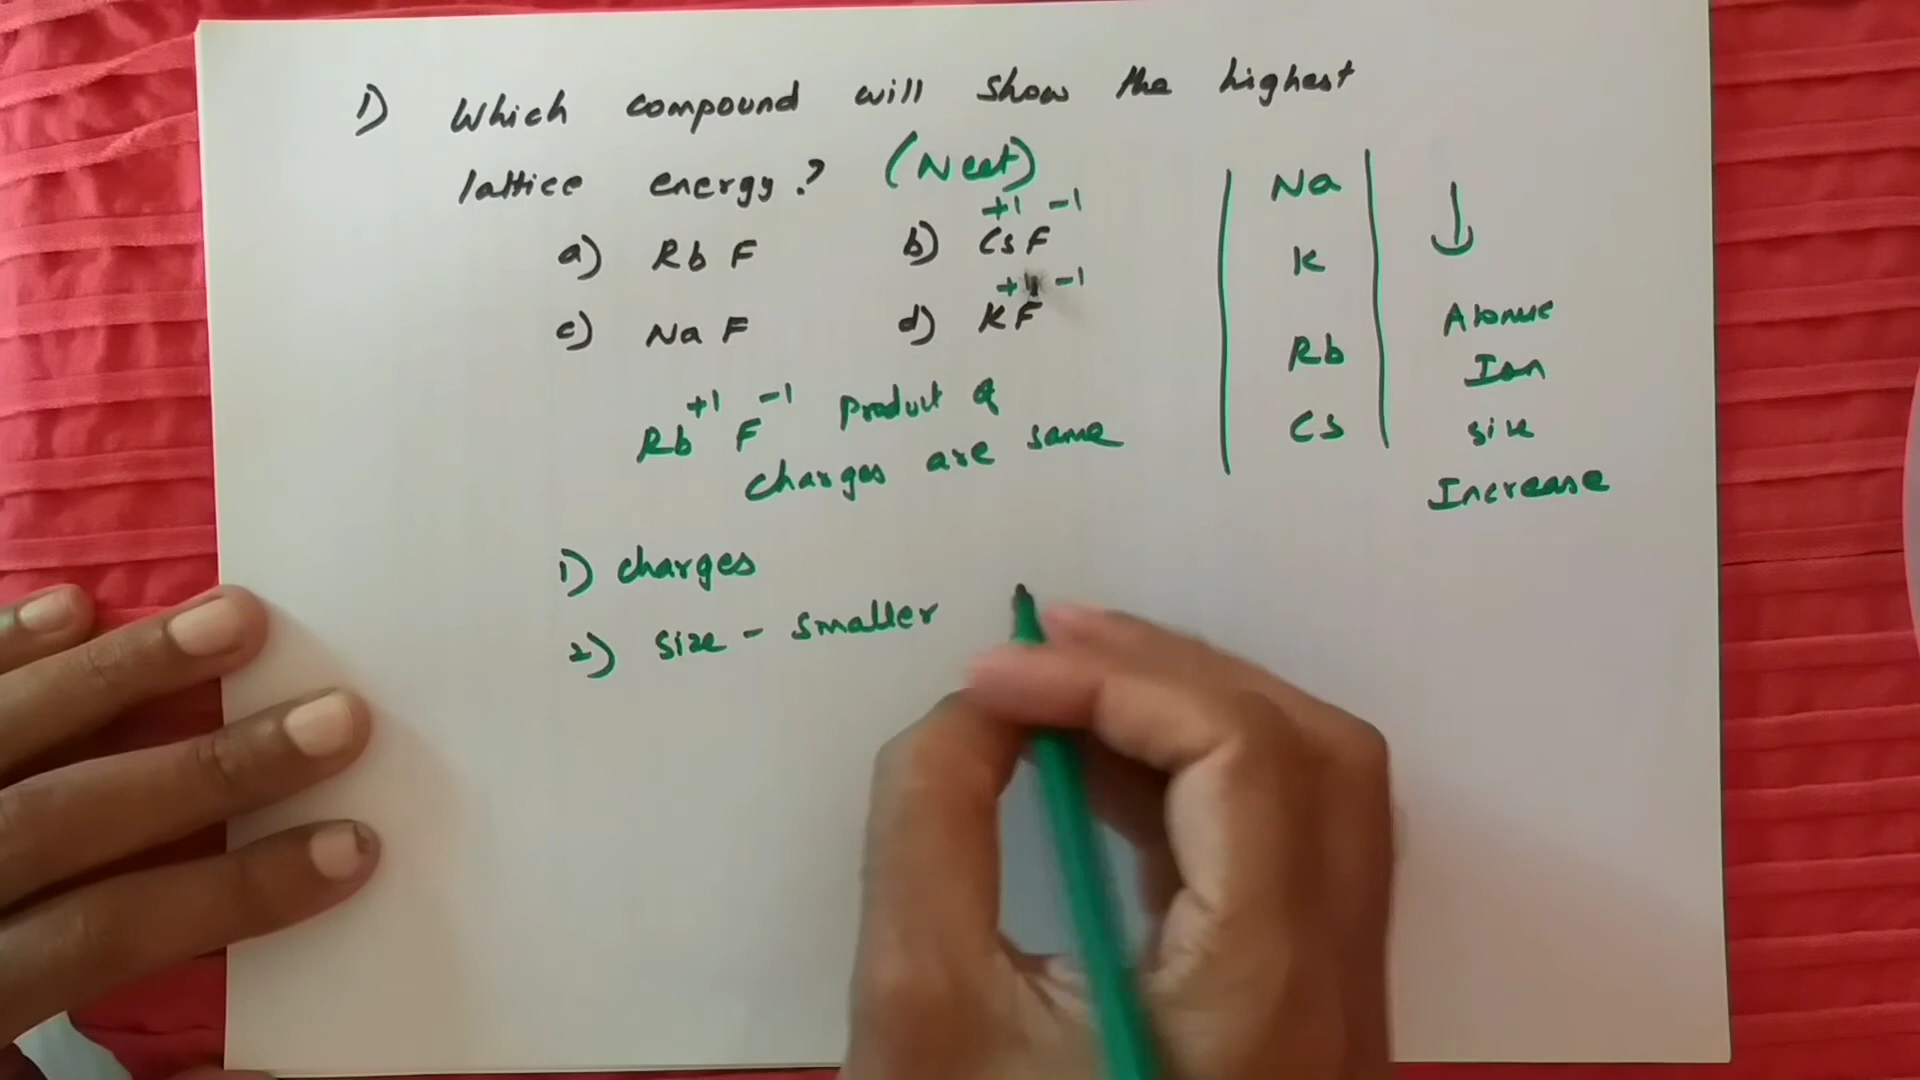 1) Which compound will show the highest
lattice energy? (Neet)
a) Rb F
+1 -1
b) Cs F
c) Na F
+1 -1
d) KF
Rb+1 F-1 product of
charges are same
1) charges
2) size - smaller
Na
K
Rb
Cs
↓
Atomic
Ion
size
Increase